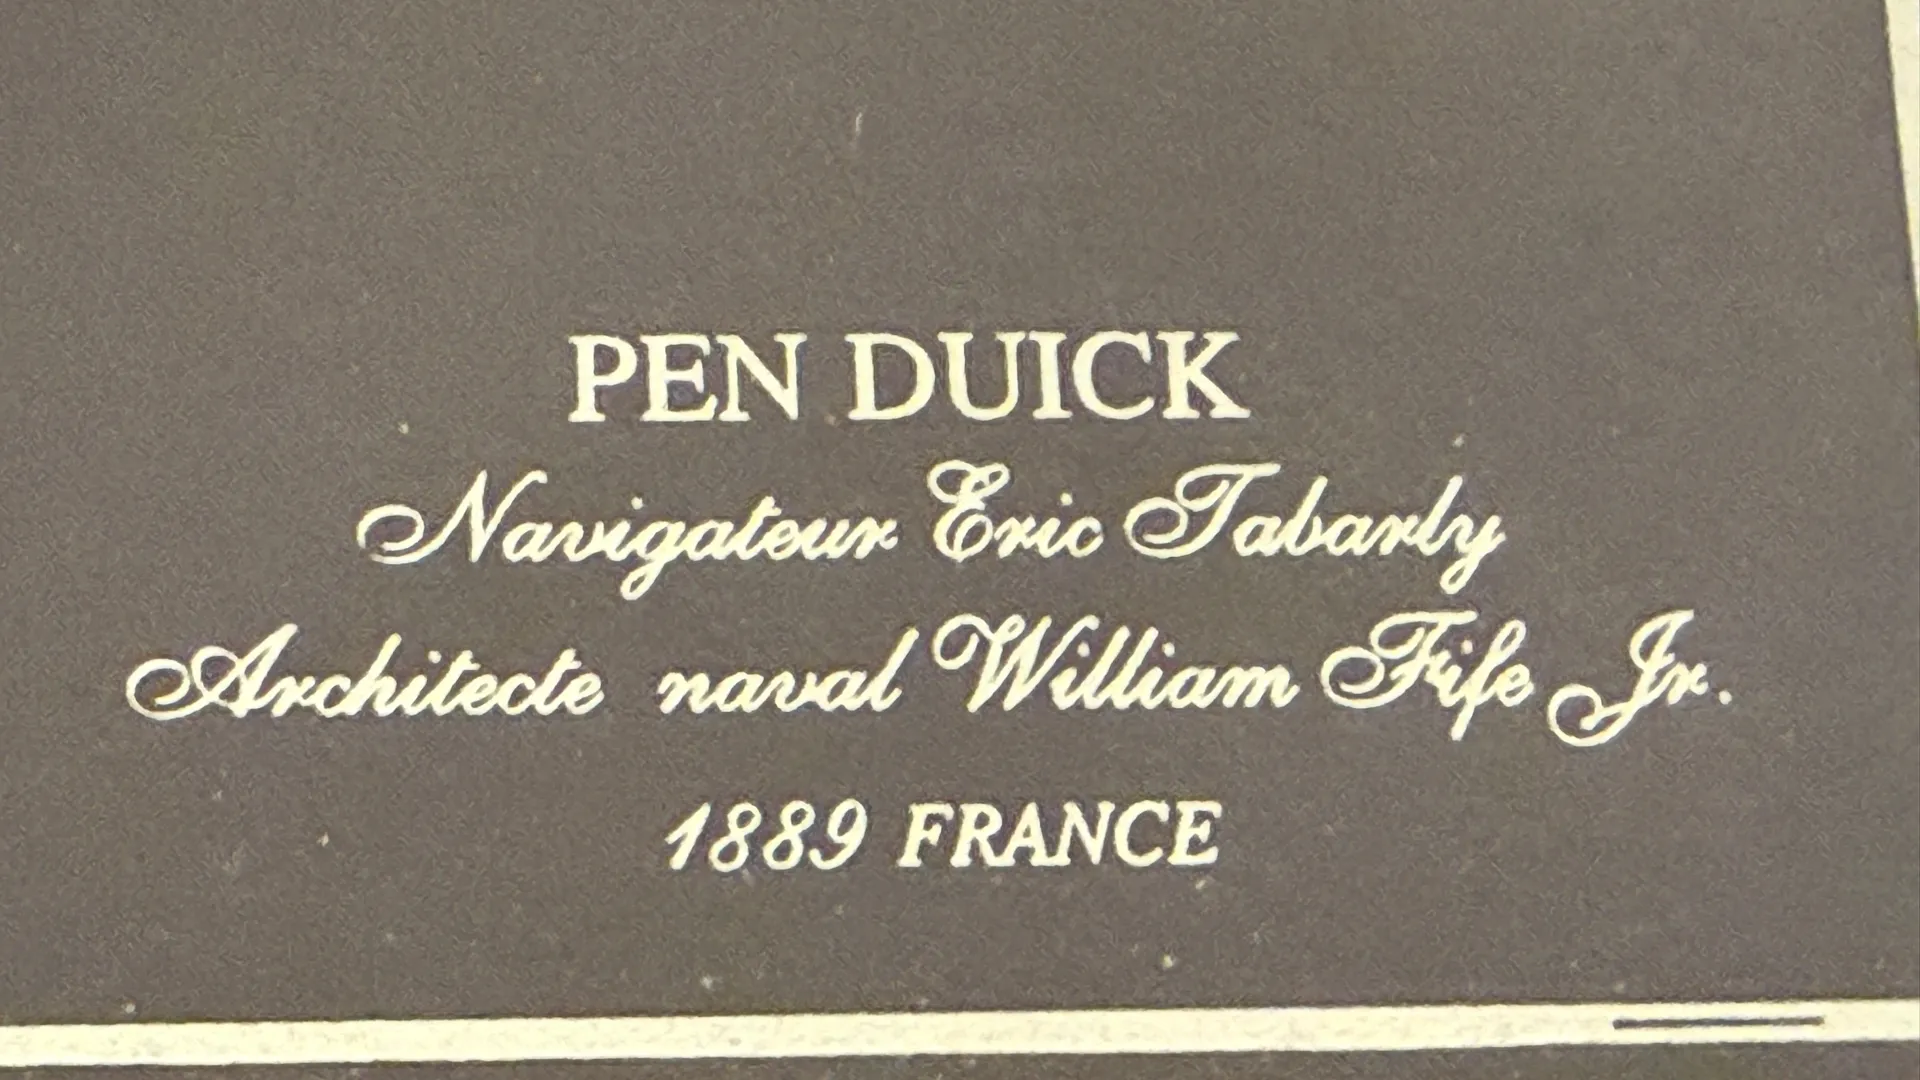 PEN DUICK
Navigateur Eric Tabarly
Architecte naval William Fife Jr.
1889 FRANCE